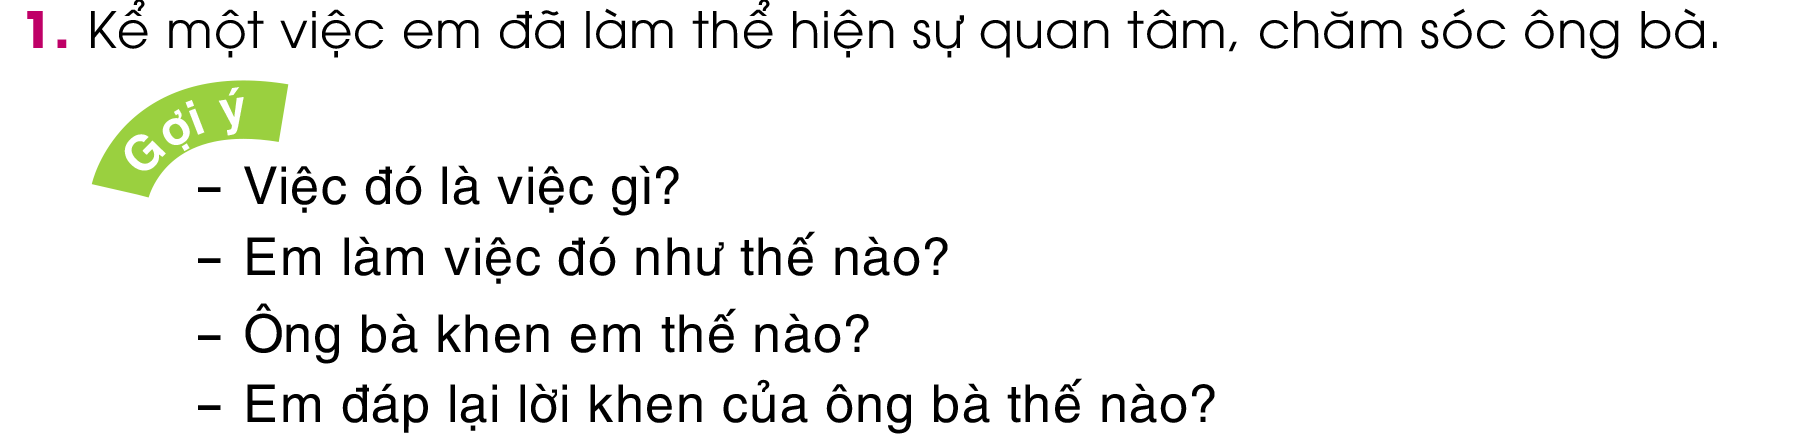 1. Kể một việc em đã làm thể hiện sự quan tâm, chăm sóc ông bà.
Gợi ý
– Việc đó là việc gì?
– Em làm việc đó như thế nào?
– Ông bà khen em thế nào?
– Em đáp lại lời khen của ông bà thế nào?